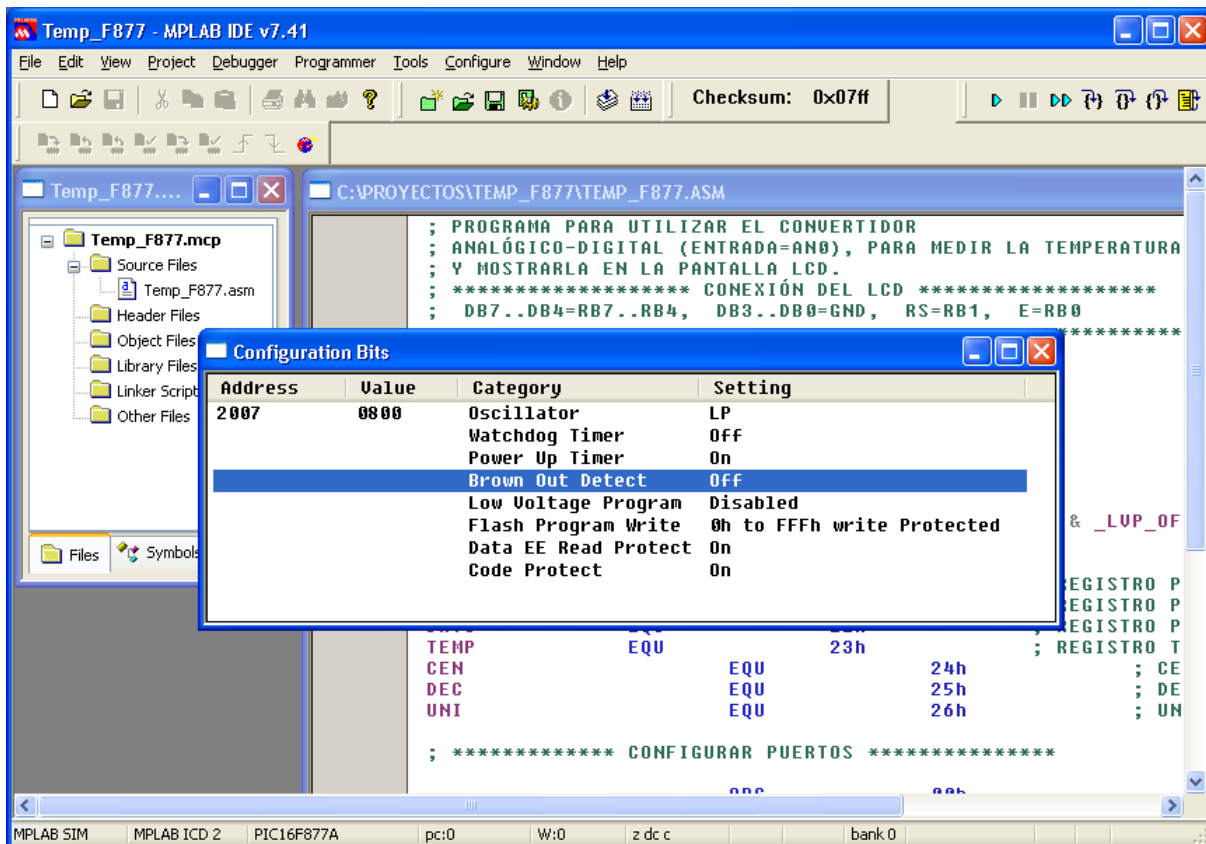 Temp_F877 - MPLAB IDE v7.41
File Edit View Project Debugger Programmer Tools Configure Window Help
Checksum: 0x07ff
Temp_F877....
Temp_F877.mcp
Source Files
Temp_F877.asm
Header Files
Object Files
Library Files
Linker Script
Other Files
Files Symbols
C:\PROYECTOS\TEMP_F877\TEMP_F877.ASM
; PROGRAMA PARA UTILIZAR EL CONVERTIDOR
; ANALÓGICO-DIGITAL (ENTRADA=AN0), PARA MEDIR LA TEMPERATURA
; Y MOSTRARLA EN LA PANTALLA LCD.
; ******************* CONEXIÓN DEL LCD *******************
; DB7..DB4=RB7..RB4, DB3..DB0=GND, RS=RB1, E=RB0
**********
Configuration Bits
Address Value Category Setting
2007 0800 Oscillator LP
Watchdog Timer Off
Power Up Timer On
Brown Out Detect Off
Low Voltage Program Disabled
Flash Program Write 0h to FFFh write Protected
Data EE Read Protect On
Code Protect On
& _LVP_OF
EGISTRO P
EGISTRO P
; REGISTRO P
TEMP EQU 23h ; REGISTRO T
CEN EQU 24h ; CE
DEC EQU 25h ; DE
UNI EQU 26h ; UN
; ************* CONFIGURAR PUERTOS ***************
MPLAB SIM MPLAB ICD 2 PIC16F877A pc:0 W:0 z dc c bank 0